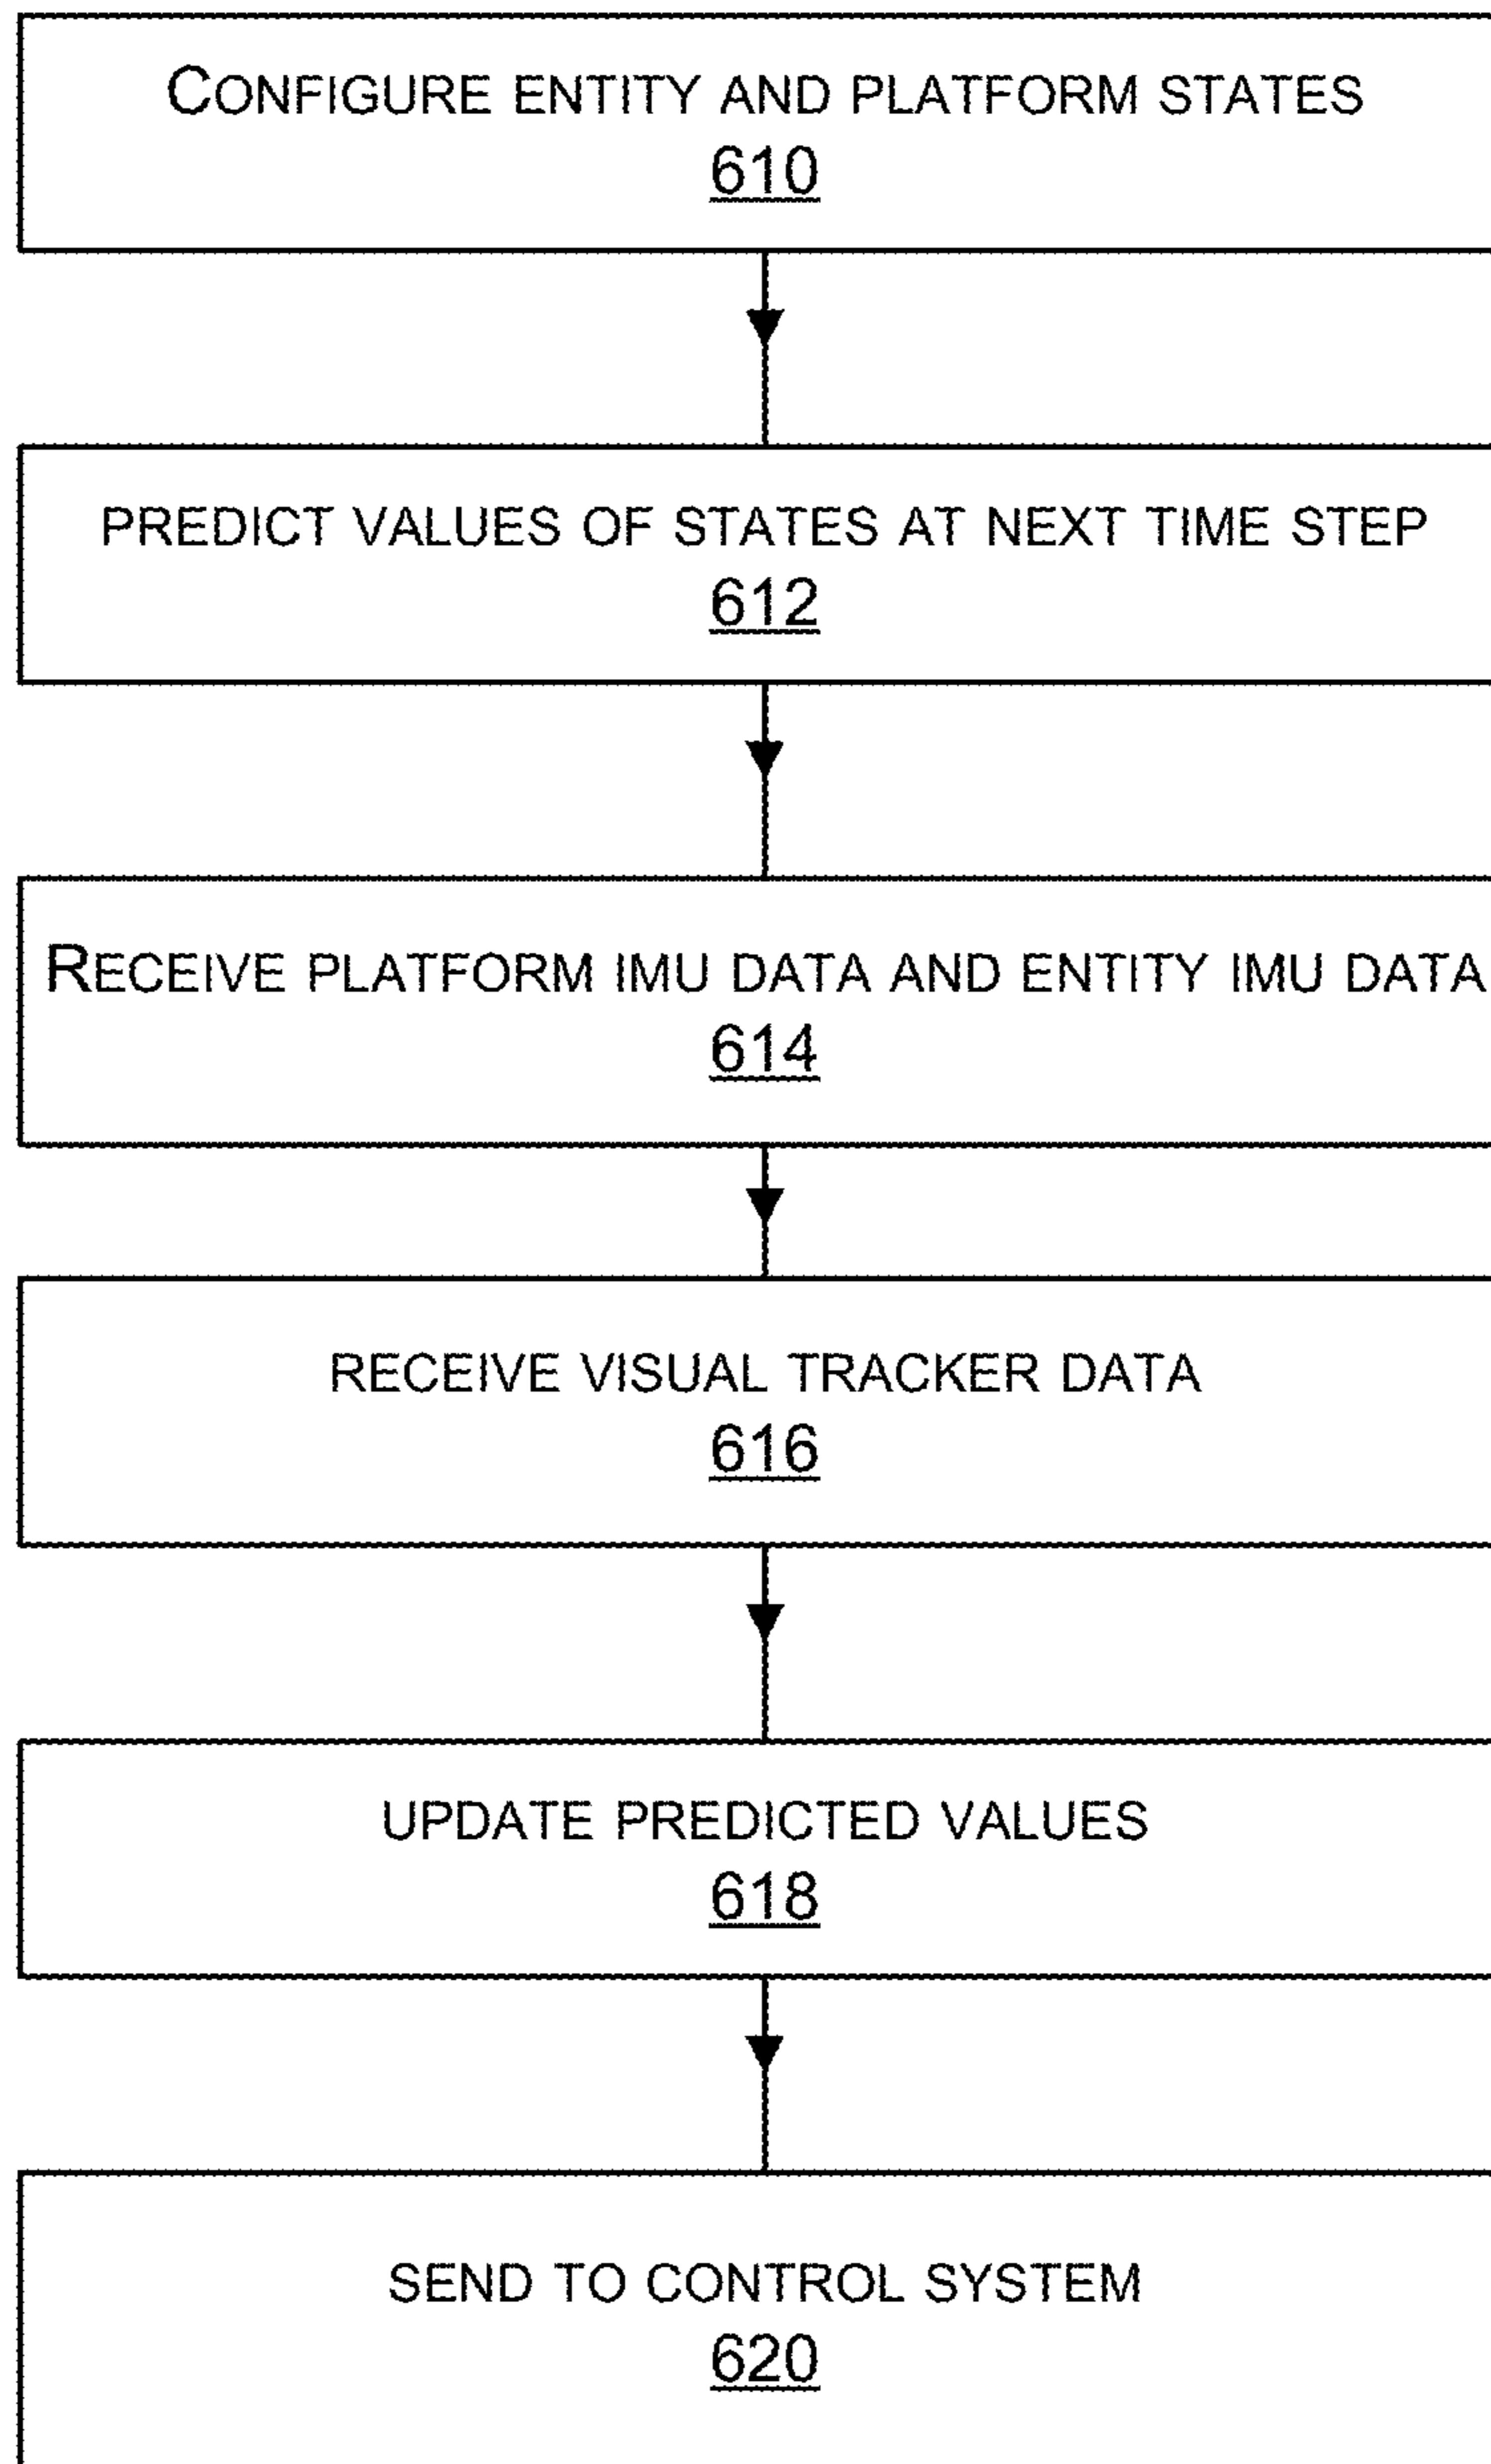 CONFIGURE ENTITY AND PLATFORM STATES
610
PREDICT VALUES OF STATES AT NEXT TIME STEP
612
RECEIVE PLATFORM IMU DATA AND ENTITY IMU DATA
614
RECEIVE VISUAL TRACKER DATA
616
UPDATE PREDICTED VALUES
618
SEND TO CONTROL SYSTEM
620